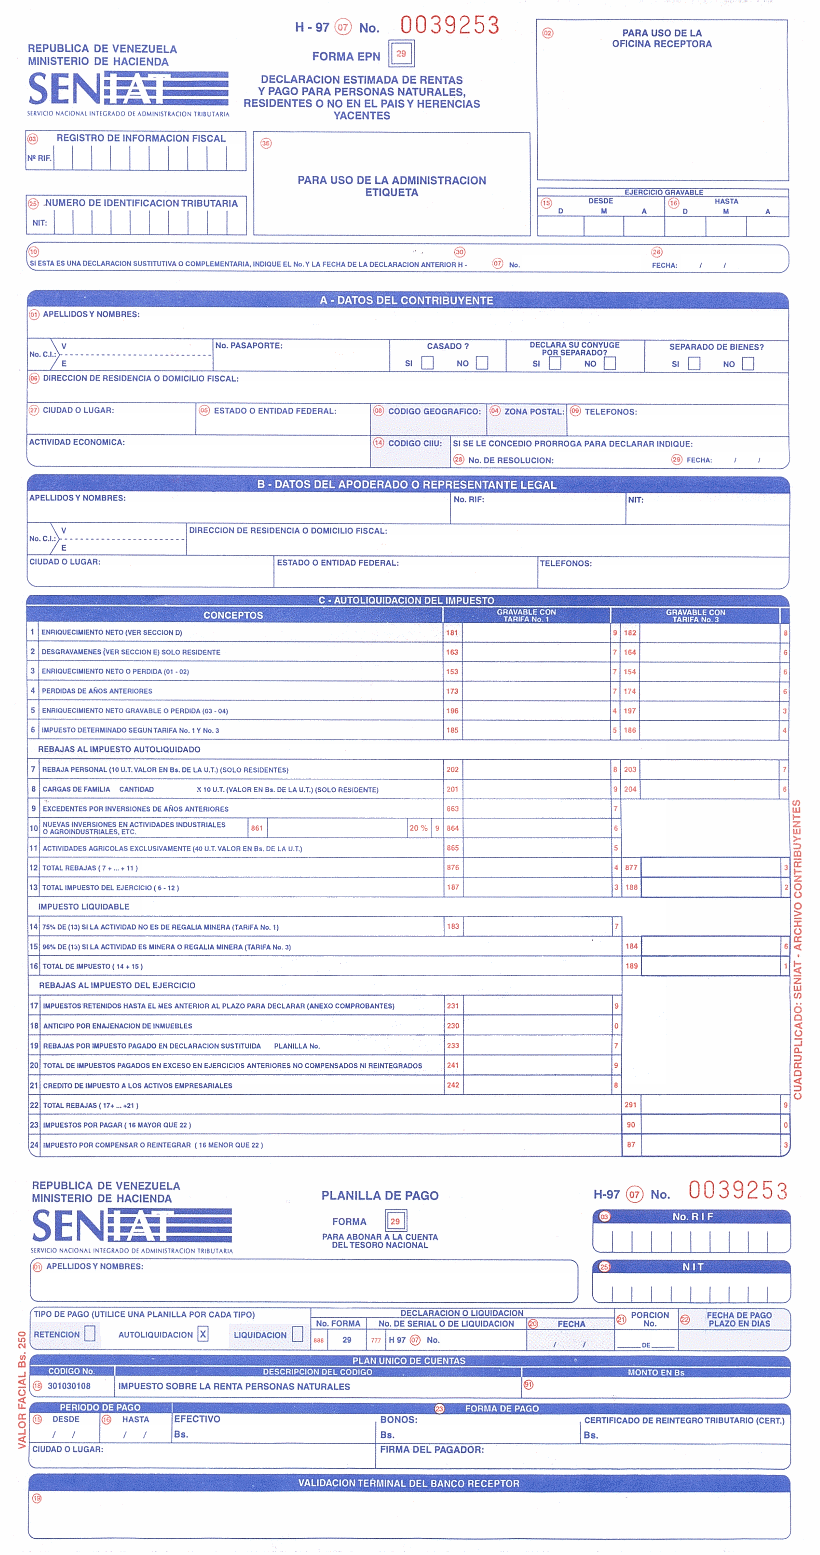 H - 97 07 No. 0039253
REPUBLICA DE VENEZUELA
MINISTERIO DE HACIENDA
SENIAT
SERVICIO NACIONAL INTEGRADO DE ADMINISTRACION TRIBUTARIA
FORMA EPN 29
DECLARACION ESTIMADA DE RENTAS
Y PAGO PARA PERSONAS NATURALES,
RESIDENTES O NO EN EL PAIS Y HERENCIAS
YACENTES
02 PARA USO DE LA
OFICINA RECEPTORA
03 REGISTRO DE INFORMACION FISCAL
Nº RIF.
25 NUMERO DE IDENTIFICACION TRIBUTARIA
NIT:
35
PARA USO DE LA ADMINISTRACION
ETIQUETA
EJERCICIO GRAVABLE
15 DESDE 16 HASTA
D M A D M A
19 30 28
SI ESTA ES UNA DECLARACION SUSTITUTIVA O COMPLEMENTARIA, INDIQUE EL No. Y LA FECHA DE LA DECLARACION ANTERIOR H - 07 No. FECHA: / /
A - DATOS DEL CONTRIBUYENTE
01 APELLIDOS Y NOMBRES:
No. C.I.: V E
No. PASAPORTE:
CASADO ? SI NO
DECLARA SU CONYUGE
POR SEPARADO? SI NO
SEPARADO DE BIENES? SI NO
06 DIRECCION DE RESIDENCIA O DOMICILIO FISCAL:
27 CIUDAD O LUGAR: 05 ESTADO O ENTIDAD FEDERAL: 08 CODIGO GEOGRAFICO: 04 ZONA POSTAL: 09 TELEFONOS:
ACTIVIDAD ECONOMICA: 14 CODIGO CIIU: SI SE LE CONCEDIO PRORROGA PARA DECLARAR INDIQUE:
28 No. DE RESOLUCION: 29 FECHA: / /
B - DATOS DEL APODERADO O REPRESENTANTE LEGAL
APELLIDOS Y NOMBRES: No. RIF: NIT:
No. C.I.: V E DIRECCION DE RESIDENCIA O DOMICILIO FISCAL:
CIUDAD O LUGAR: ESTADO O ENTIDAD FEDERAL: TELEFONOS:
C - AUTOLIQUIDACION DEL IMPUESTO
CONCEPTOS GRAVABLE CON TARIFA No. 1 GRAVABLE CON TARIFA No. 3
1 ENRIQUECIMIENTO NETO (VER SECCION D) 181 9 182 8
2 DESGRAVAMENES (VER SECCION E) SOLO RESIDENTE 163 7 164 6
3 ENRIQUECIMIENTO NETO O PERDIDA (01 - 02) 153 7 154 6
4 PERDIDAS DE AÑOS ANTERIORES 173 7 174 6
5 ENRIQUECIMIENTO NETO GRAVABLE O PERDIDA (03 - 04) 196 4 197 3
6 IMPUESTO DETERMINADO SEGUN TARIFA No. 1 Y No. 3 185 5 186 4
REBAJAS AL IMPUESTO AUTOLIQUIDADO
7 REBAJA PERSONAL (10 U.T. VALOR EN Bs. DE LA U.T.) (SOLO RESIDENTES) 202 8 203 7
8 CARGAS DE FAMILIA CANTIDAD X 10 U.T. (VALOR EN Bs. DE LA U.T.) (SOLO RESIDENTE) 201 9 204 6
9 EXCEDENTES POR INVERSIONES DE AÑOS ANTERIORES 663 7
10 NUEVAS INVERSIONES EN ACTIVIDADES INDUSTRIALES
O AGROINDUSTRIALES, ETC. 861 20 % 9 864 6
11 ACTIVIDADES AGRICOLAS EXCLUSIVAMENTE (40 U.T. VALOR EN Bs. DE LA U.T.) 865 5
12 TOTAL REBAJAS ( 7 + ... + 11 ) 876 4 877 3
13 TOTAL IMPUESTO DEL EJERCICIO ( 6 - 12 ) 187 3 188 2
IMPUESTO LIQUIDABLE
14 75% DE (13) SI LA ACTIVIDAD NO ES DE REGALIA MINERA (TARIFA No. 1) 183 7
15 96% DE (13) SI LA ACTIVIDAD ES MINERA O REGALIA MINERA (TARIFA No. 3) 184 6
16 TOTAL DE IMPUESTO ( 14 + 15 ) 189 1
REBAJAS AL IMPUESTO DEL EJERCICIO
17 IMPUESTOS RETENIDOS HASTA EL MES ANTERIOR AL PLAZO PARA DECLARAR (ANEXO COMPROBANTES) 231 9
18 ANTICIPO POR ENAJENACION DE INMUEBLES 230 0
19 REBAJAS POR IMPUESTO PAGADO EN DECLARACION SUSTITUIDA PLANILLA No. 233 7
20 TOTAL DE IMPUESTOS PAGADOS EN EXCESO EN EJERCICIOS ANTERIORES NO COMPENSADOS NI REINTEGRADOS 241 9
21 CREDITO DE IMPUESTO A LOS ACTIVOS EMPRESARIALES 242 8
22 TOTAL REBAJAS ( 17+ ... +21 ) 291 9
23 IMPUESTOS POR PAGAR ( 16 MAYOR QUE 22 ) 90 0
24 IMPUESTO POR COMPENSAR O REINTEGRAR ( 16 MENOR QUE 22 ) 87 3
CUADRUPLICADO: SENIAT - ARCHIVO CONTRIBUYENTES
REPUBLICA DE VENEZUELA
MINISTERIO DE HACIENDA
SENIAT
SERVICIO NACIONAL INTEGRADO DE ADMINISTRACION TRIBUTARIA
PLANILLA DE PAGO
FORMA 29
PARA ABONAR A LA CUENTA
DEL TESORO NACIONAL
H-97 07 No. 0039253
03 No. R I F
25 N I T
01 APELLIDOS Y NOMBRES:
TIPO DE PAGO (UTILICE UNA PLANILLA POR CADA TIPO)
RETENCION AUTOLIQUIDACION X LIQUIDACION
DECLARACION O LIQUIDACION
No. FORMA No. DE SERIAL O DE LIQUIDACION 20 FECHA
888 29 777 H 97 07 No. / /
21 PORCION
No.
DE
22 FECHA DE PAGO
PLAZO EN DIAS
PLAN UNICO DE CUENTAS
CODIGO No. DESCRIPCION DEL CODIGO MONTO EN Bs
18 301030108 IMPUESTO SOBRE LA RENTA PERSONAS NATURALES 91
PERIODO DE PAGO 23 FORMA DE PAGO
15 DESDE 16 HASTA EFECTIVO BONOS: CERTIFICADO DE REINTEGRO TRIBUTARIO (CERT.)
/ / / / Bs. Bs. Bs.
CIUDAD O LUGAR: FIRMA DEL PAGADOR:
VALIDACION TERMINAL DEL BANCO RECEPTOR
19
VALOR FACIAL Bs. 250